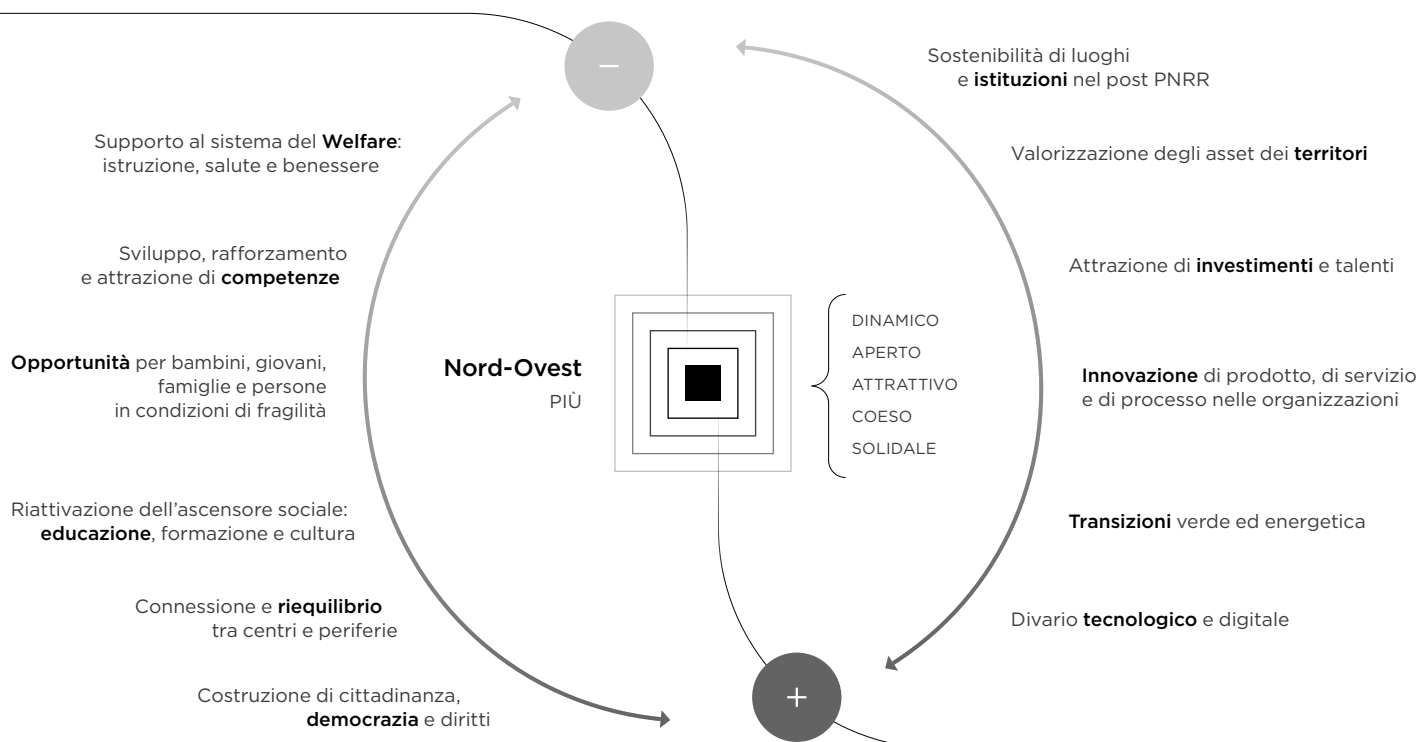 −
Supporto al sistema del Welfare:
istruzione, salute e benessere
Sviluppo, rafforzamento
e attrazione di competenze
Opportunità per bambini, giovani,
famiglie e persone
in condizioni di fragilità
Riattivazione dell’ascensore sociale:
educazione, formazione e cultura
Connessione e riequilibrio
tra centri e periferie
Costruzione di cittadinanza,
democrazia e diritti
Nord-Ovest
PIÙ
DINAMICO
APERTO
ATTRATTIVO
COESO
SOLIDALE
Sostenibilità di luoghi
e istituzioni nel post PNRR
Valorizzazione degli asset dei territori
Attrazione di investimenti e talenti
Innovazione di prodotto, di servizio
e di processo nelle organizzazioni
Transizioni verde ed energetica
Divario tecnologico e digitale
+